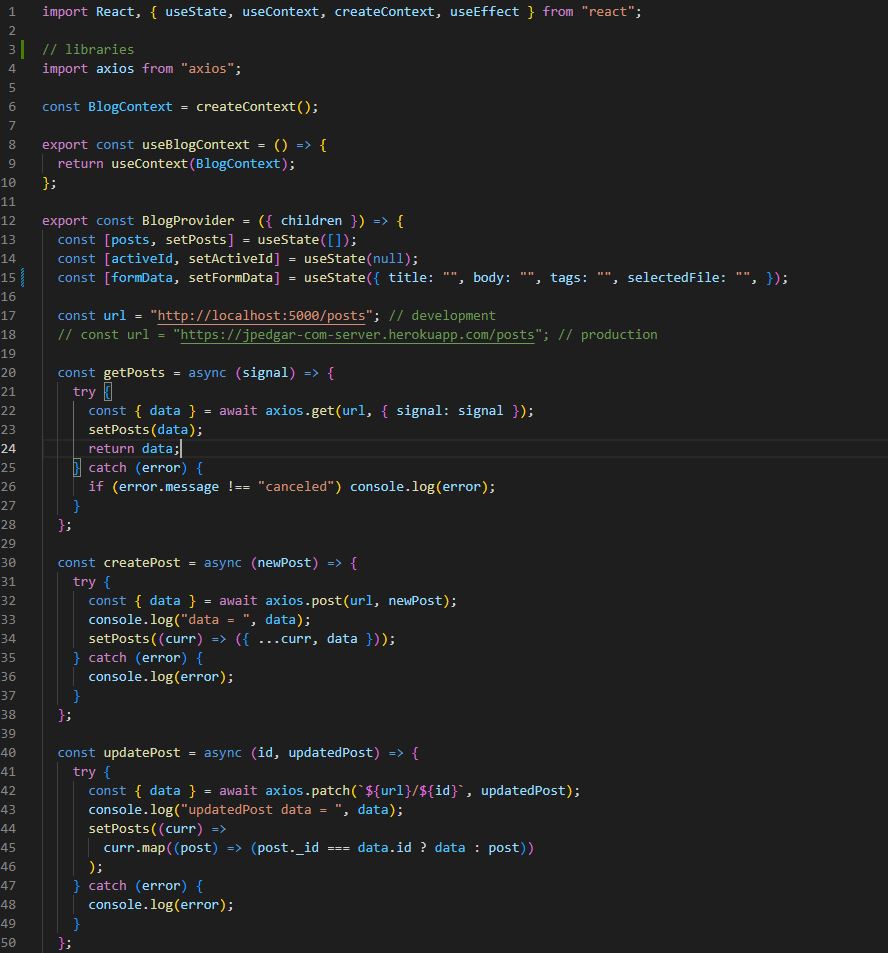 1 import React, { useState, useContext, createContext, useEffect } from "react";
2
3 // libraries
4 import axios from "axios";
5
6 const BlogContext = createContext();
7
8 export const useBlogContext = () => {
9   return useContext(BlogContext);
10 };
11
12 export const BlogProvider = ({ children }) => {
13   const [posts, setPosts] = useState([]);
14   const [activeId, setActiveId] = useState(null);
15   const [formData, setFormData] = useState({ title: "", body: "", tags: "", selectedFile: "", });
16
17   const url = "http://localhost:5000/posts"; // development
18   // const url = "https://jpedgar-com-server.herokuapp.com/posts"; // production
19
20   const getPosts = async (signal) => {
21     try {
22       const { data } = await axios.get(url, { signal: signal });
23       setPosts(data);
24       return data;
25     } catch (error) {
26       if (error.message !== "canceled") console.log(error);
27     }
28   };
29
30   const createPost = async (newPost) => {
31     try {
32       const { data } = await axios.post(url, newPost);
33       console.log("data = ", data);
34       setPosts((curr) => ({ ...curr, data }));
35     } catch (error) {
36       console.log(error);
37     }
38   };
39
40   const updatePost = async (id, updatedPost) => {
41     try {
42       const { data } = await axios.patch(`${url}/${id}`, updatedPost);
43       console.log("updatedPost data = ", data);
44       setPosts((curr) =>
45         curr.map((post) => (post._id === data.id ? data : post))
46       );
47     } catch (error) {
48       console.log(error);
49     }
50   };